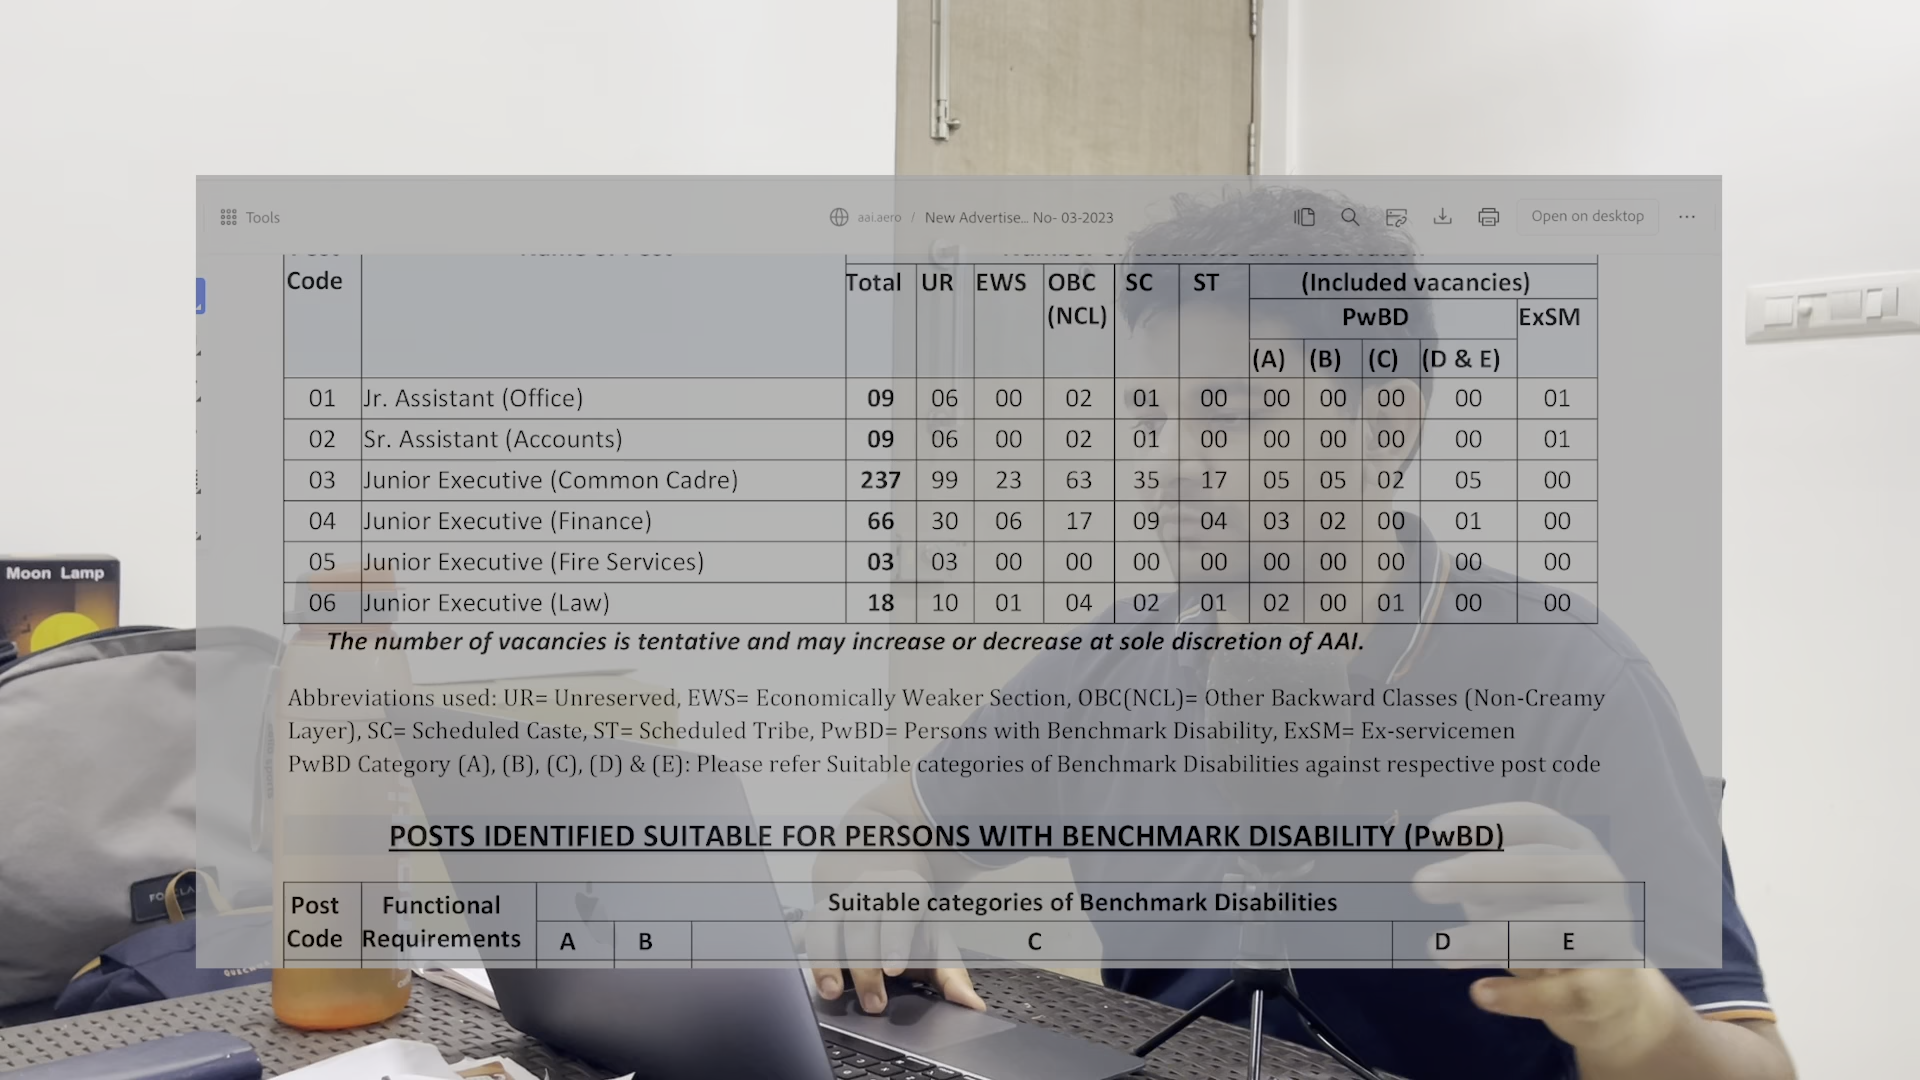 Tools
aai.aero / New Advertise... No- 03-2023
Open on desktop
Code
Total UR EWS OBC (NCL) SC ST (Included vacancies)
PwBD ExSM
(A) (B) (C) (D & E)
01 Jr. Assistant (Office) 09 06 00 02 01 00 00 00 00 00 01
02 Sr. Assistant (Accounts) 09 06 00 02 01 00 00 00 00 00 01
03 Junior Executive (Common Cadre) 237 99 23 63 35 17 05 05 02 05 00
04 Junior Executive (Finance) 66 30 06 17 09 04 03 02 00 01 00
05 Junior Executive (Fire Services) 03 03 00 00 00 00 00 00 00 00 00
06 Junior Executive (Law) 18 10 01 04 02 01 02 00 01 00 00
The number of vacancies is tentative and may increase or decrease at sole discretion of AAI.
Abbreviations used: UR= Unreserved, EWS= Economically Weaker Section, OBC(NCL)= Other Backward Classes (Non-Creamy
Layer), SC= Scheduled Caste, ST= Scheduled Tribe, PwBD= Persons with Benchmark Disability, ExSM= Ex-servicemen
PwBD Category (A), (B), (C), (D) & (E): Please refer Suitable categories of Benchmark Disabilities against respective post code
POSTS IDENTIFIED SUITABLE FOR PERSONS WITH BENCHMARK DISABILITY (PwBD)
Post Code Functional Requirements Suitable categories of Benchmark Disabilities
A B C D E
Moon Lamp